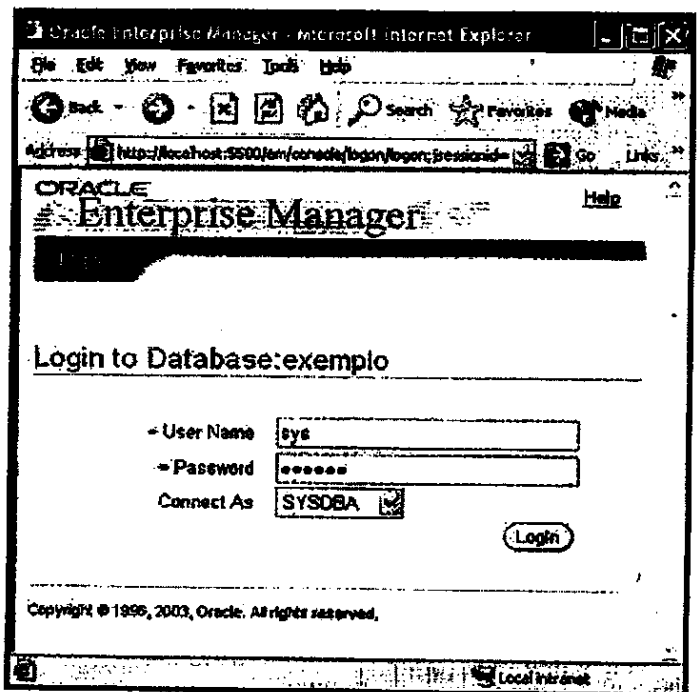 Oracle Enterprise Manager - Microsoft Internet Explorer
File Edit View Favorites Tools Help
Back Search Favorites Media
Address http://localhost:5500/em/console/logon/logon;jsessionid= Go Links
ORACLE
Enterprise Manager
Help
Login
Login to Database:exemplo
User Name sys
Password ••••••
Connect As SYSDBA
Login
Copyright © 1996, 2003, Oracle. All rights reserved.
Local intranet